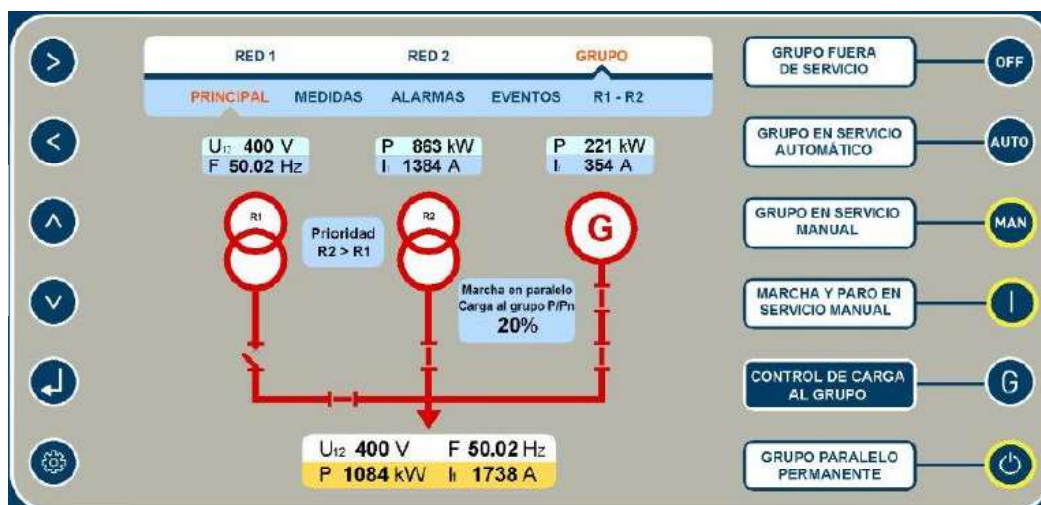 RED 1 RED 2 GRUPO
PRINCIPAL MEDIDAS ALARMAS EVENTOS R1 - R2
U₁₂ 400 V
F 50.02 Hz
P 863 kW
I₁ 1384 A
P 221 kW
I₁ 354 A
R1
Prioridad
R2 > R1
R2
G
Marcha en paralelo
Carga al grupo P/Pn
20%
U₁₂ 400 V F 50.02 Hz
P 1084 kW I₁ 1738 A
GRUPO FUERA
DE SERVICIO
OFF
GRUPO EN SERVICIO
AUTOMÁTICO
AUTO
GRUPO EN SERVICIO
MANUAL
MAN
MARCHA Y PARO EN
SERVICIO MANUAL
I
CONTROL DE CARGA
AL GRUPO
G
GRUPO PARALELO
PERMANENTE